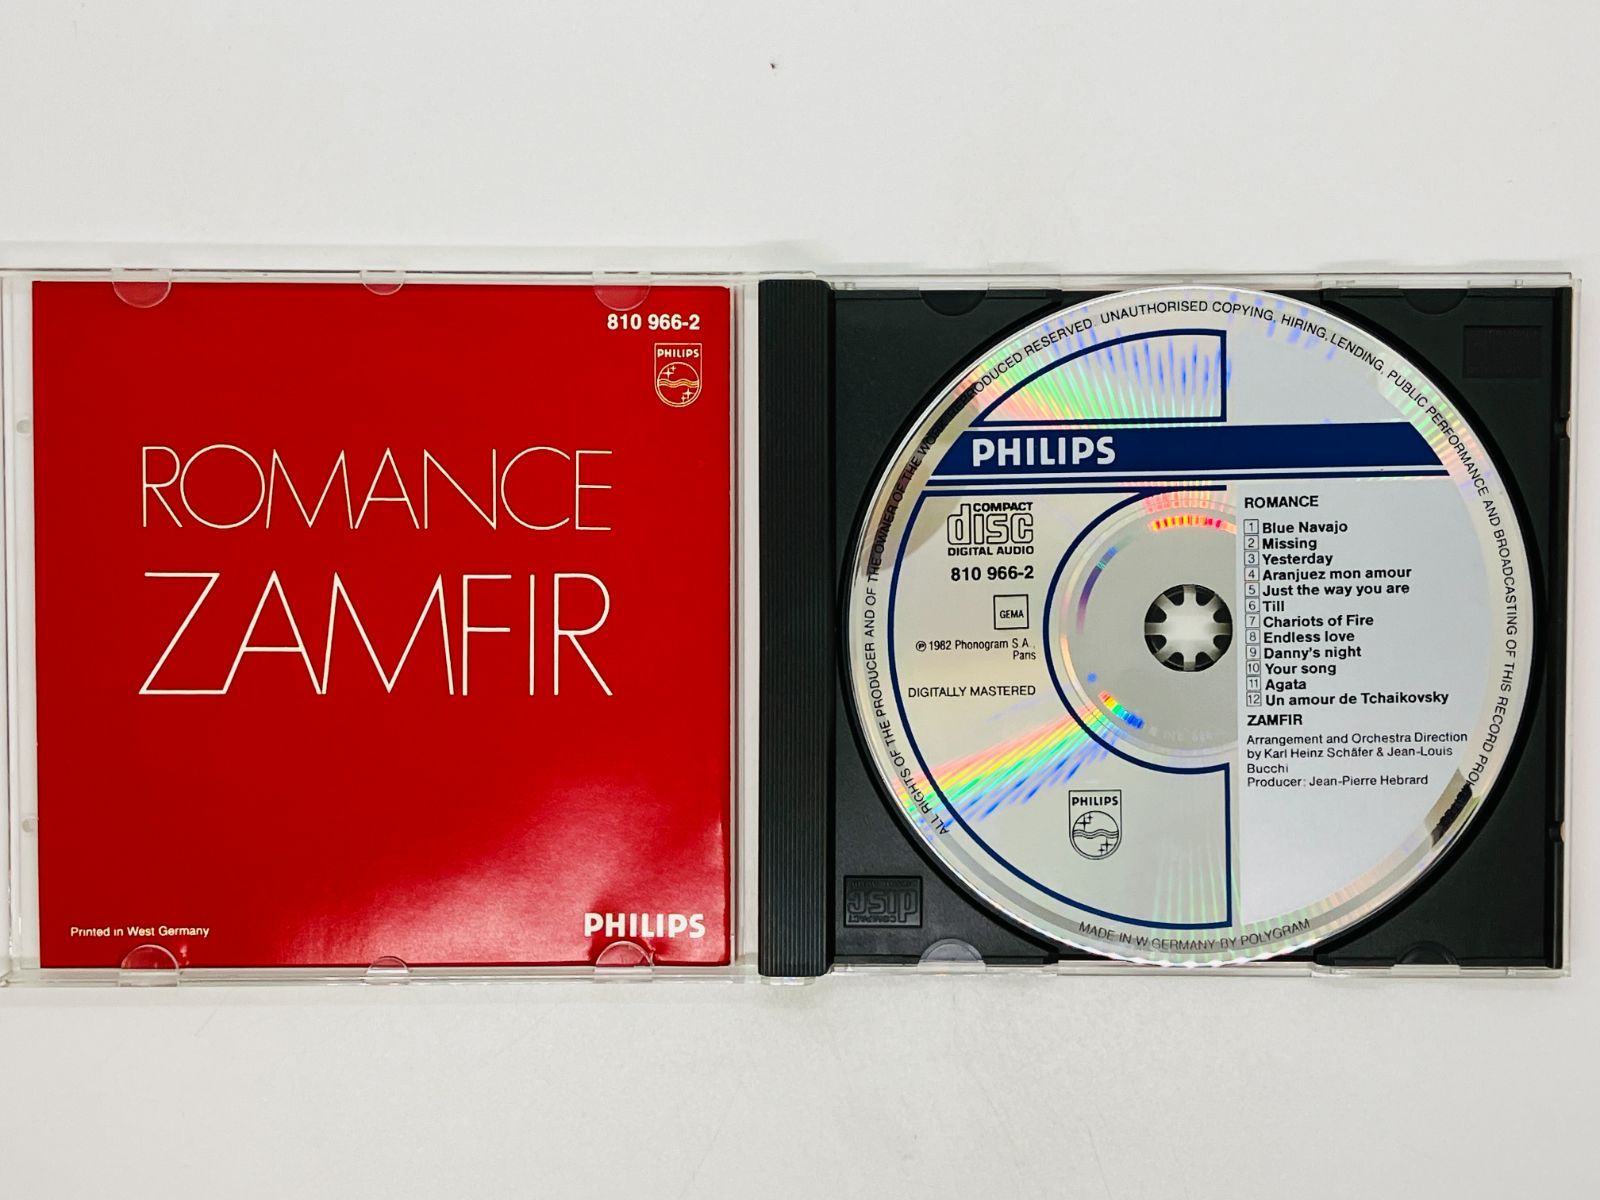 810 966-2
PHILIPS
ROMANCE
ZAMFIR
Printed in West Germany
PHILIPS
UNAUTHORISED COPYING, HIRING, LENDING, PUBLIC PERFORMANCE AND BROADCASTING OF THIS RECORD PROHIBITED
ALL RIGHTS OF THE PRODUCER AND OF THE OWNER OF THE WORK REPRODUCED RESERVED.
PHILIPS
COMPACT
disc
DIGITAL AUDIO
810 966-2
GEMA
℗ 1982 Phonogram S.A.,
Paris
DIGITALLY MASTERED
PHILIPS
ROMANCE
1 Blue Navajo
2 Missing
3 Yesterday
4 Aranjuez mon amour
5 Just the way you are
6 Till
7 Chariots of Fire
8 Endless love
9 Danny's night
10 Your song
11 Agata
12 Un amour de Tchaikovsky
ZAMFIR
Arrangement and Orchestra Direction
by Karl Heinz Schäfer & Jean-Louis
Bucchi
Producer: Jean-Pierre Hebrard
MADE IN W. GERMANY BY POLYGRAM
COMPACT
disc